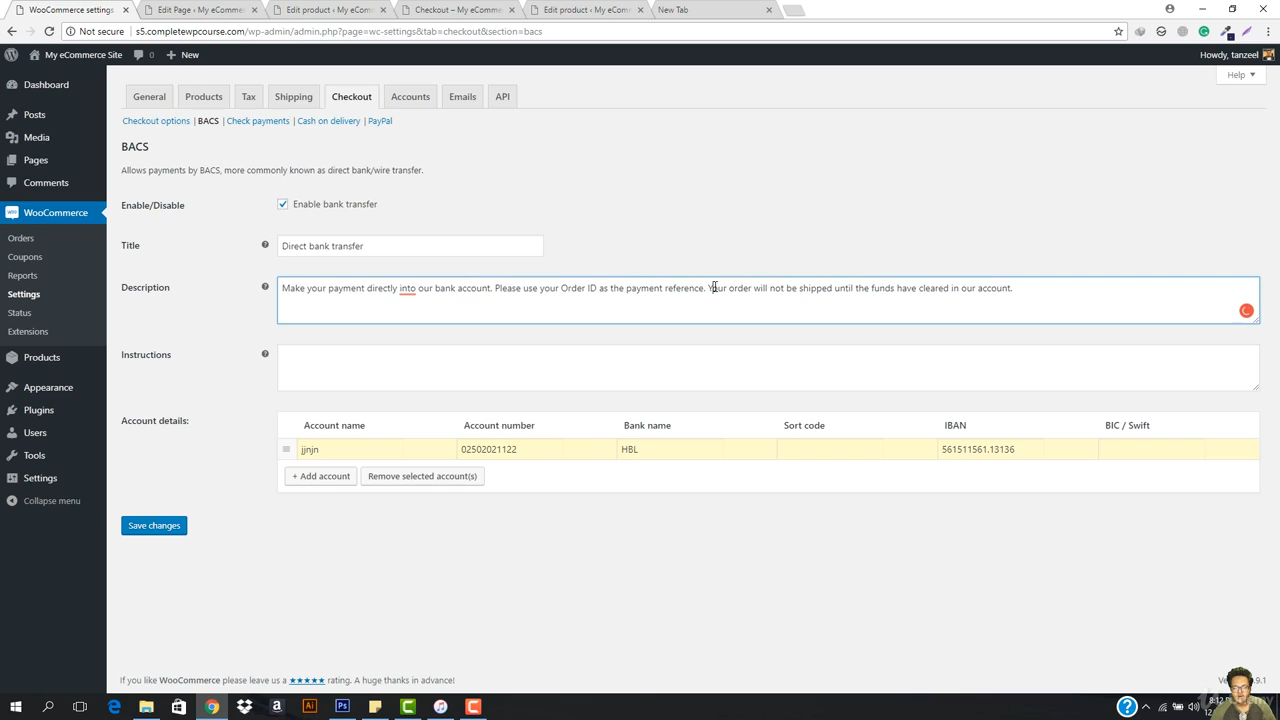 WooCommerce settings
Edit Page ‹ My eComme
Edit product ‹ My eCom
Checkout – My eComme
Edit product ‹ My eCom
New Tab
Not secure
s5.completewpcourse.com/wp-admin/admin.php?page=wc-settings&tab=checkout&section=bacs
My eCommerce Site
0
New
Howdy, tanzeel
Help
Dashboard
Posts
Media
Pages
Comments
WooCommerce
Orders
Coupons
Reports
Settings
Status
Extensions
Products
Appearance
Plugins
Users
Tools
Settings
Collapse menu
General
Products
Tax
Shipping
Checkout
Accounts
Emails
API
Checkout options | BACS | Check payments | Cash on delivery | PayPal
BACS
Allows payments by BACS, more commonly known as direct bank/wire transfer.
Enable/Disable
Enable bank transfer
Title
Direct bank transfer
Description
Make your payment directly into our bank account. Please use your Order ID as the payment reference. Your order will not be shipped until the funds have cleared in our account.
Instructions
Account details:
Account name
Account number
Bank name
Sort code
IBAN
BIC / Swift
jjnjn
02502021122
HBL
561511561.13136
+ Add account
Remove selected account(s)
Save changes
If you like WooCommerce please leave us a ★★★★★ rating. A huge thanks in advance!